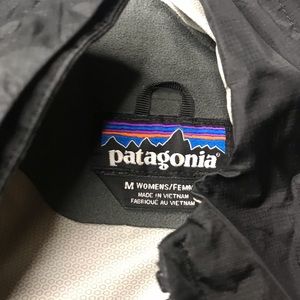 patagonia®
M WOMENS/FEMM
MADE IN VIETNAM
FABRIQUÉ AU VIETNAM